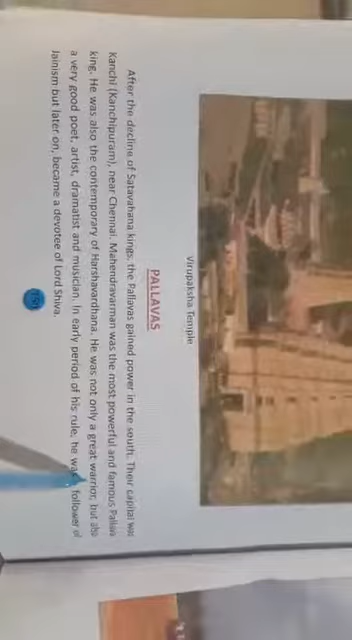 Virupaksha Temple
PALLAVAS
After the decline of Satavahana kings, the Pallavas gained power in the south. Their capital was
Kanchi (Kanchipuram), near Chennai. Mahendravarman was the most powerful and famous Pallav
king. He was also the contemporary of Harshavardhana. He was not only a great warrior, but als
a very good poet, artist, dramatist and musician. In early period of his rule, he was follower of
Jainism but later on, became a devotee of Lord Shiva.